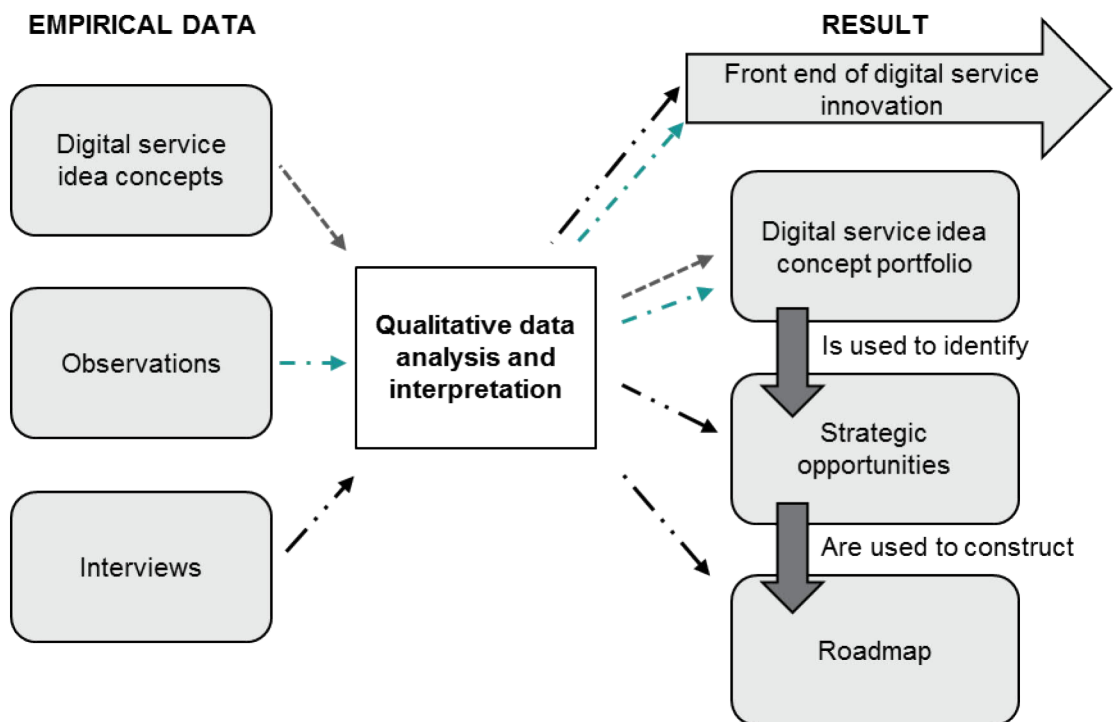 EMPIRICAL DATA
Digital service
idea concepts
Observations
Interviews
Qualitative data
analysis and
interpretation
RESULT
Front end of digital service
innovation
Digital service idea
concept portfolio
Is used to identify
Strategic
opportunities
Are used to construct
Roadmap